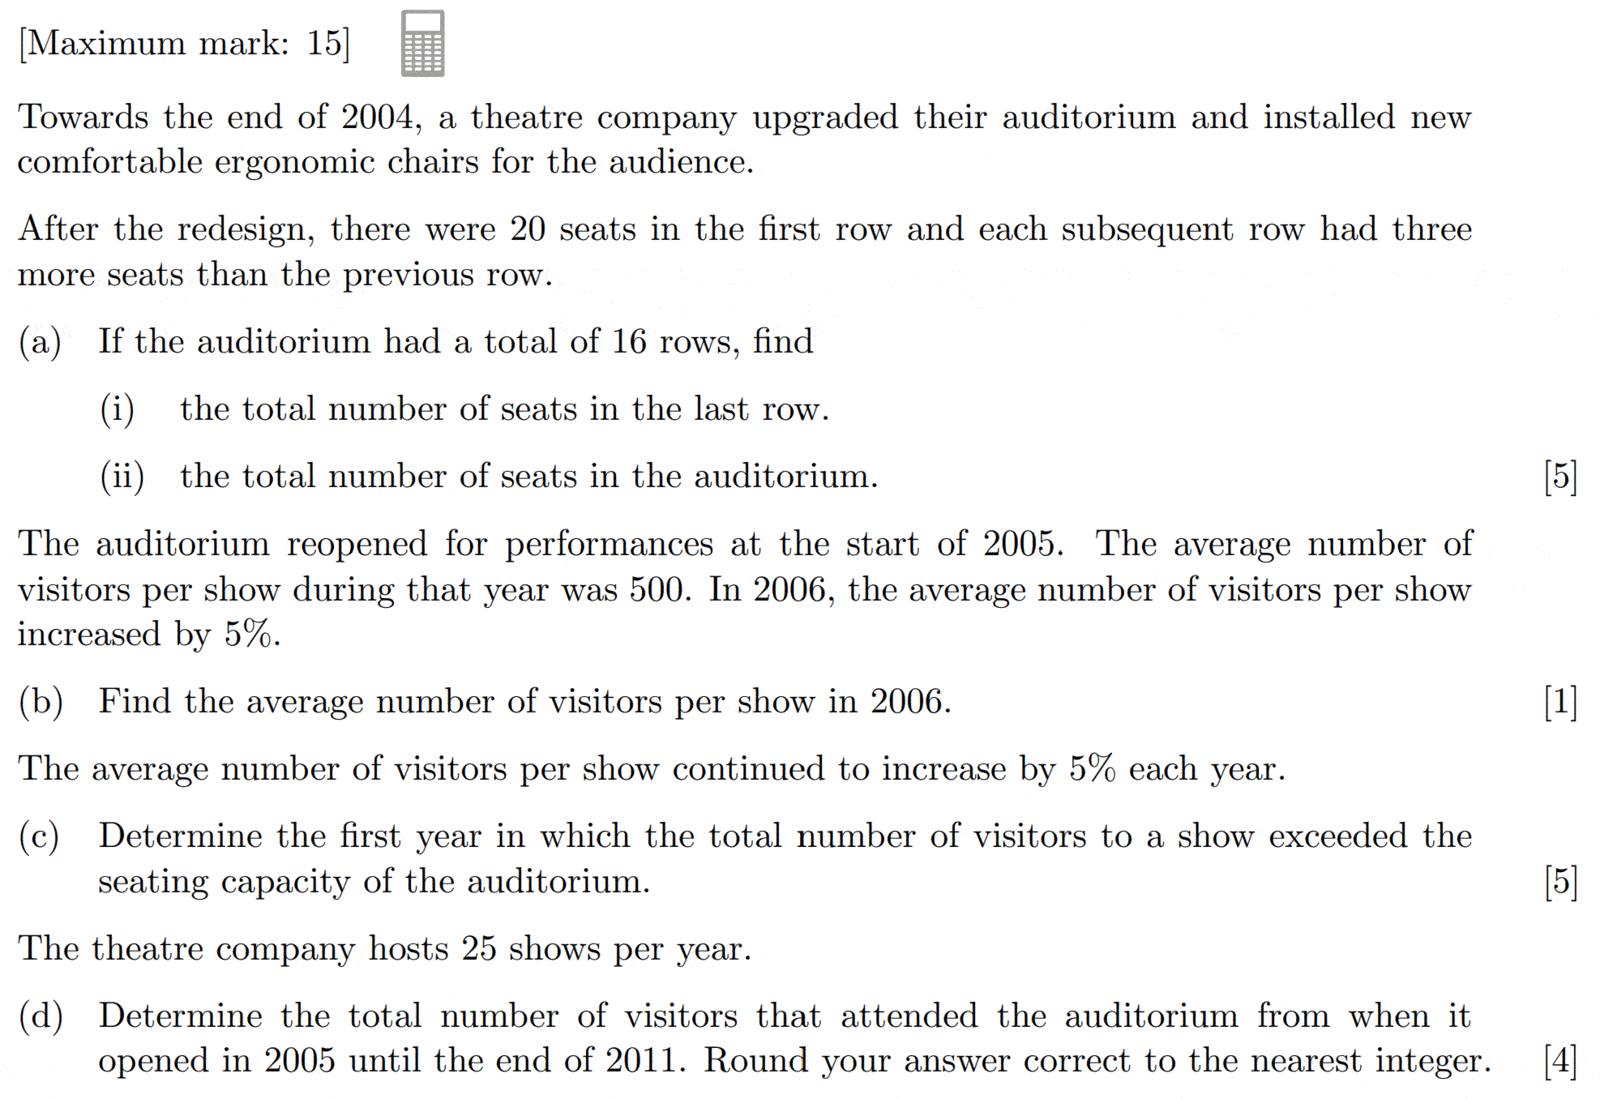 [Maximum mark: 15]
Towards the end of 2004, a theatre company upgraded their auditorium and installed new
comfortable ergonomic chairs for the audience.
After the redesign, there were 20 seats in the first row and each subsequent row had three
more seats than the previous row.
(a) If the auditorium had a total of 16 rows, find
(i) the total number of seats in the last row.
(ii) the total number of seats in the auditorium. [5]
The auditorium reopened for performances at the start of 2005. The average number of
visitors per show during that year was 500. In 2006, the average number of visitors per show
increased by 5%.
(b) Find the average number of visitors per show in 2006. [1]
The average number of visitors per show continued to increase by 5% each year.
(c) Determine the first year in which the total number of visitors to a show exceeded the
seating capacity of the auditorium. [5]
The theatre company hosts 25 shows per year.
(d) Determine the total number of visitors that attended the auditorium from when it
opened in 2005 until the end of 2011. Round your answer correct to the nearest integer. [4]